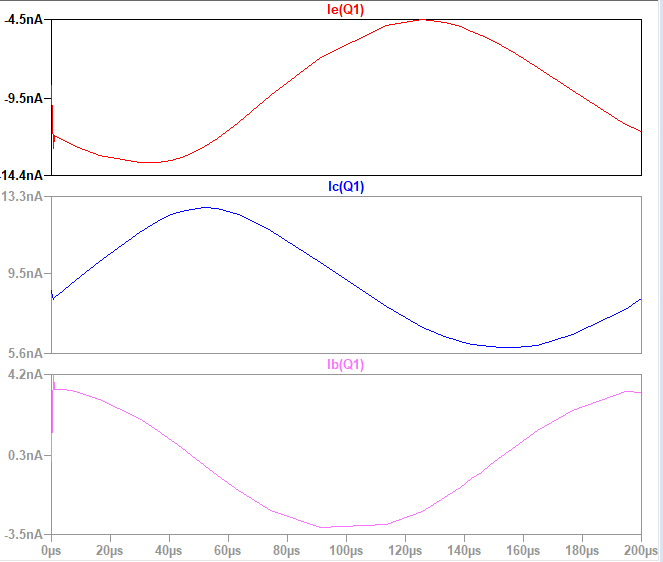 Ie(Q1)
-4.5nA
-9.5nA
-14.4nA
Ic(Q1)
13.3nA
9.5nA
5.6nA
Ib(Q1)
4.2nA
0.3nA
-3.5nA
0µs 20µs 40µs 60µs 80µs 100µs 120µs 140µs 160µs 180µs 200µs